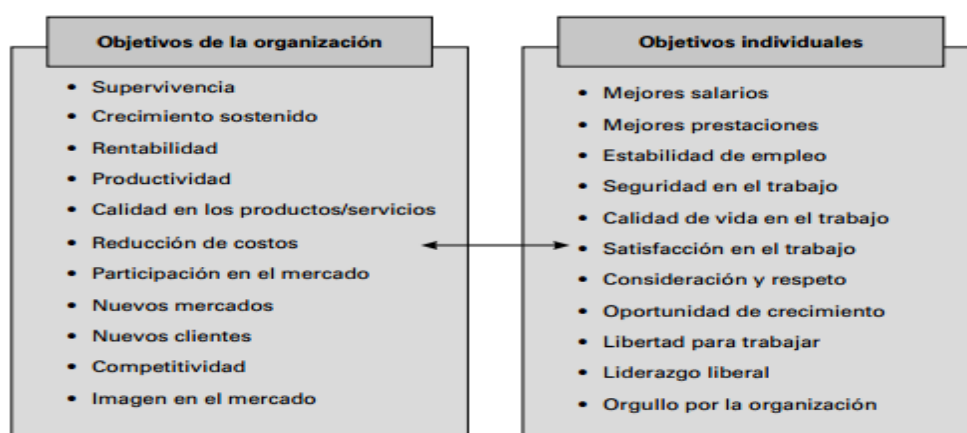 Objetivos de la organización
• Supervivencia
• Crecimiento sostenido
• Rentabilidad
• Productividad
• Calidad en los productos/servicios
• Reducción de costos
• Participación en el mercado
• Nuevos mercados
• Nuevos clientes
• Competitividad
• Imagen en el mercado
Objetivos individuales
• Mejores salarios
• Mejores prestaciones
• Estabilidad de empleo
• Seguridad en el trabajo
• Calidad de vida en el trabajo
• Satisfacción en el trabajo
• Consideración y respeto
• Oportunidad de crecimiento
• Libertad para trabajar
• Liderazgo liberal
• Orgullo por la organización